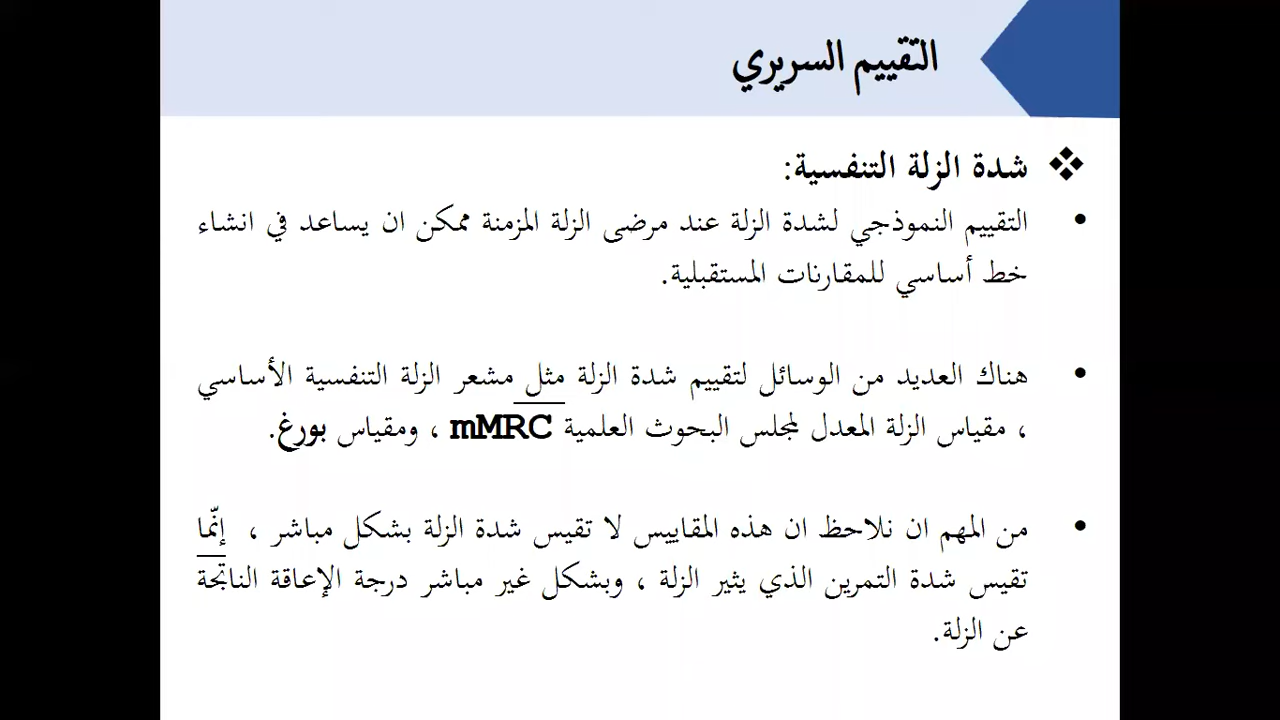 التقييم السريري
❖ شدة الزلة التنفسية:
• التقييم النموذجي لشدة الزلة عند مرضى الزلة المزمنة ممكن ان يساعد في انشاء
خط أساسي للمقارنات المستقبلية.
• هناك العديد من الوسائل لتقييم شدة الزلة مثل مشعر الزلة التنفسية الأساسي
، مقياس الزلة المعدل لمجلس البحوث العلمية mMRC ، ومقياس بورغ.
• من المهم ان نلاحظ ان هذه المقاييس لا تقيس شدة الزلة بشكل مباشر ، إنّما
تقيس شدة التمرين الذي يثير الزلة ، وبشكل غير مباشر درجة الإعاقة الناتجة
عن الزلة.